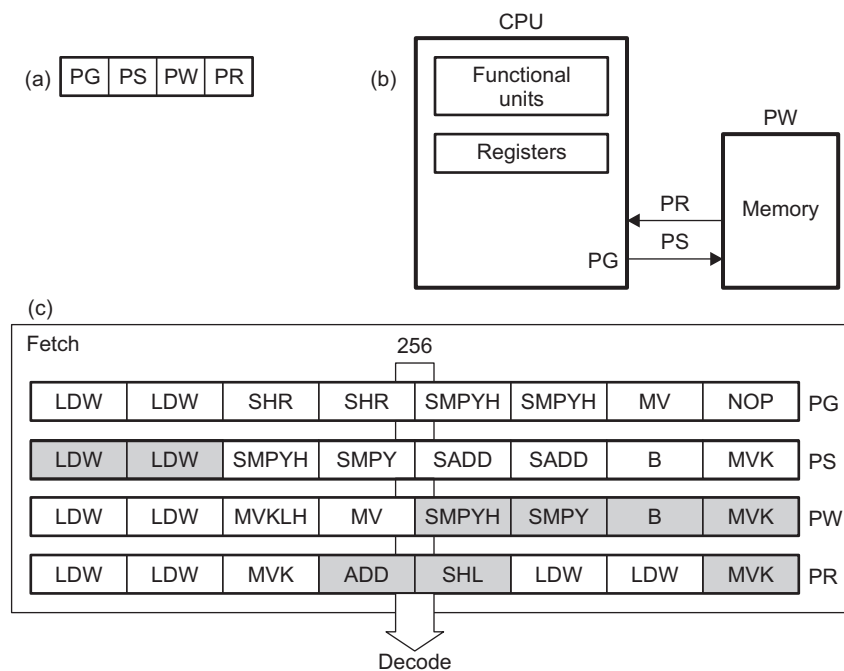 CPU
(a) PG PS PW PR
(b)
Functional
units
Registers
PW
Memory
PR
PS
PG
(c)
Fetch
256
LDW LDW SHR SHR SMPYH SMPYH MV NOP PG
LDW LDW SMPYH SMPY SADD SADD B MVK PS
LDW LDW MVKLH MV SMPYH SMPY B MVK PW
LDW LDW MVK ADD SHL LDW LDW MVK PR
Decode